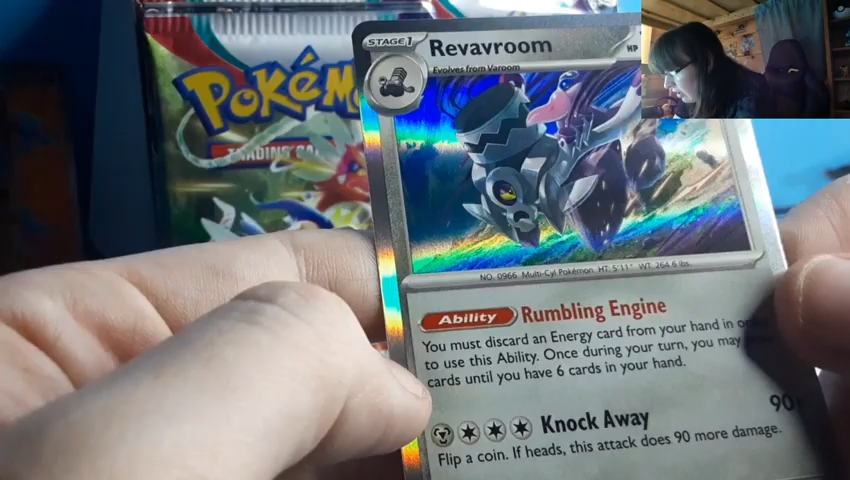 POKÉM
TRADING CA
STAGE 1
Revavroom
HP
Evolves from Varoom
NO. 0966 Multi-Cyl Pokémon HT: 5'11" WT: 264.6 lbs.
Ability Rumbling Engine
You must discard an Energy card from your hand in
to use this Ability. Once during your turn, you may
cards until you have 6 cards in your hand.
Knock Away 90
Flip a coin. If heads, this attack does 90 more damage.